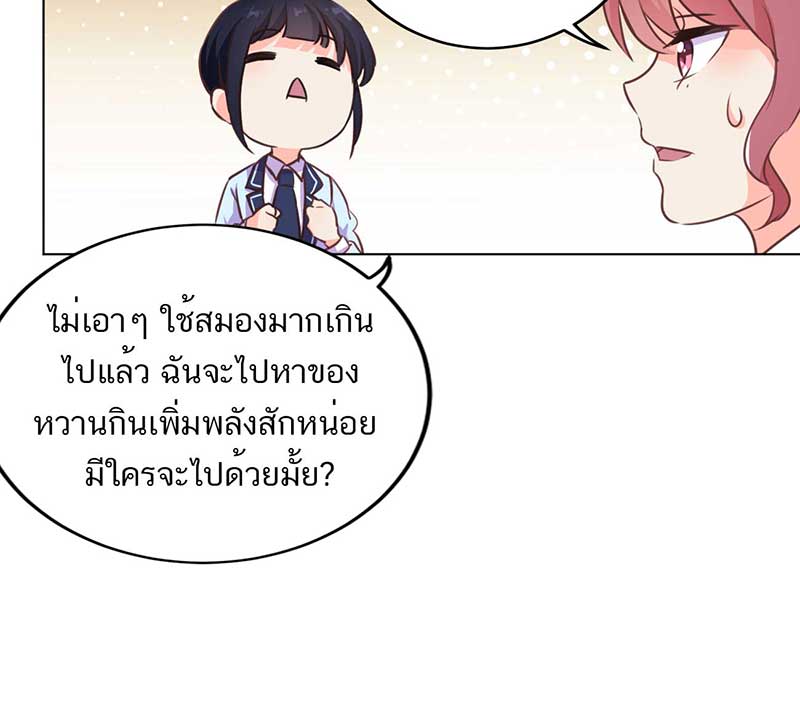 ไม่เอาๆ ใช้สมองมากเกิน
ไปแล้ว ฉันจะไปหาของ
หวานกินเพิ่มพลังสักหน่อย
มีใครจะไปด้วยมั้ย?